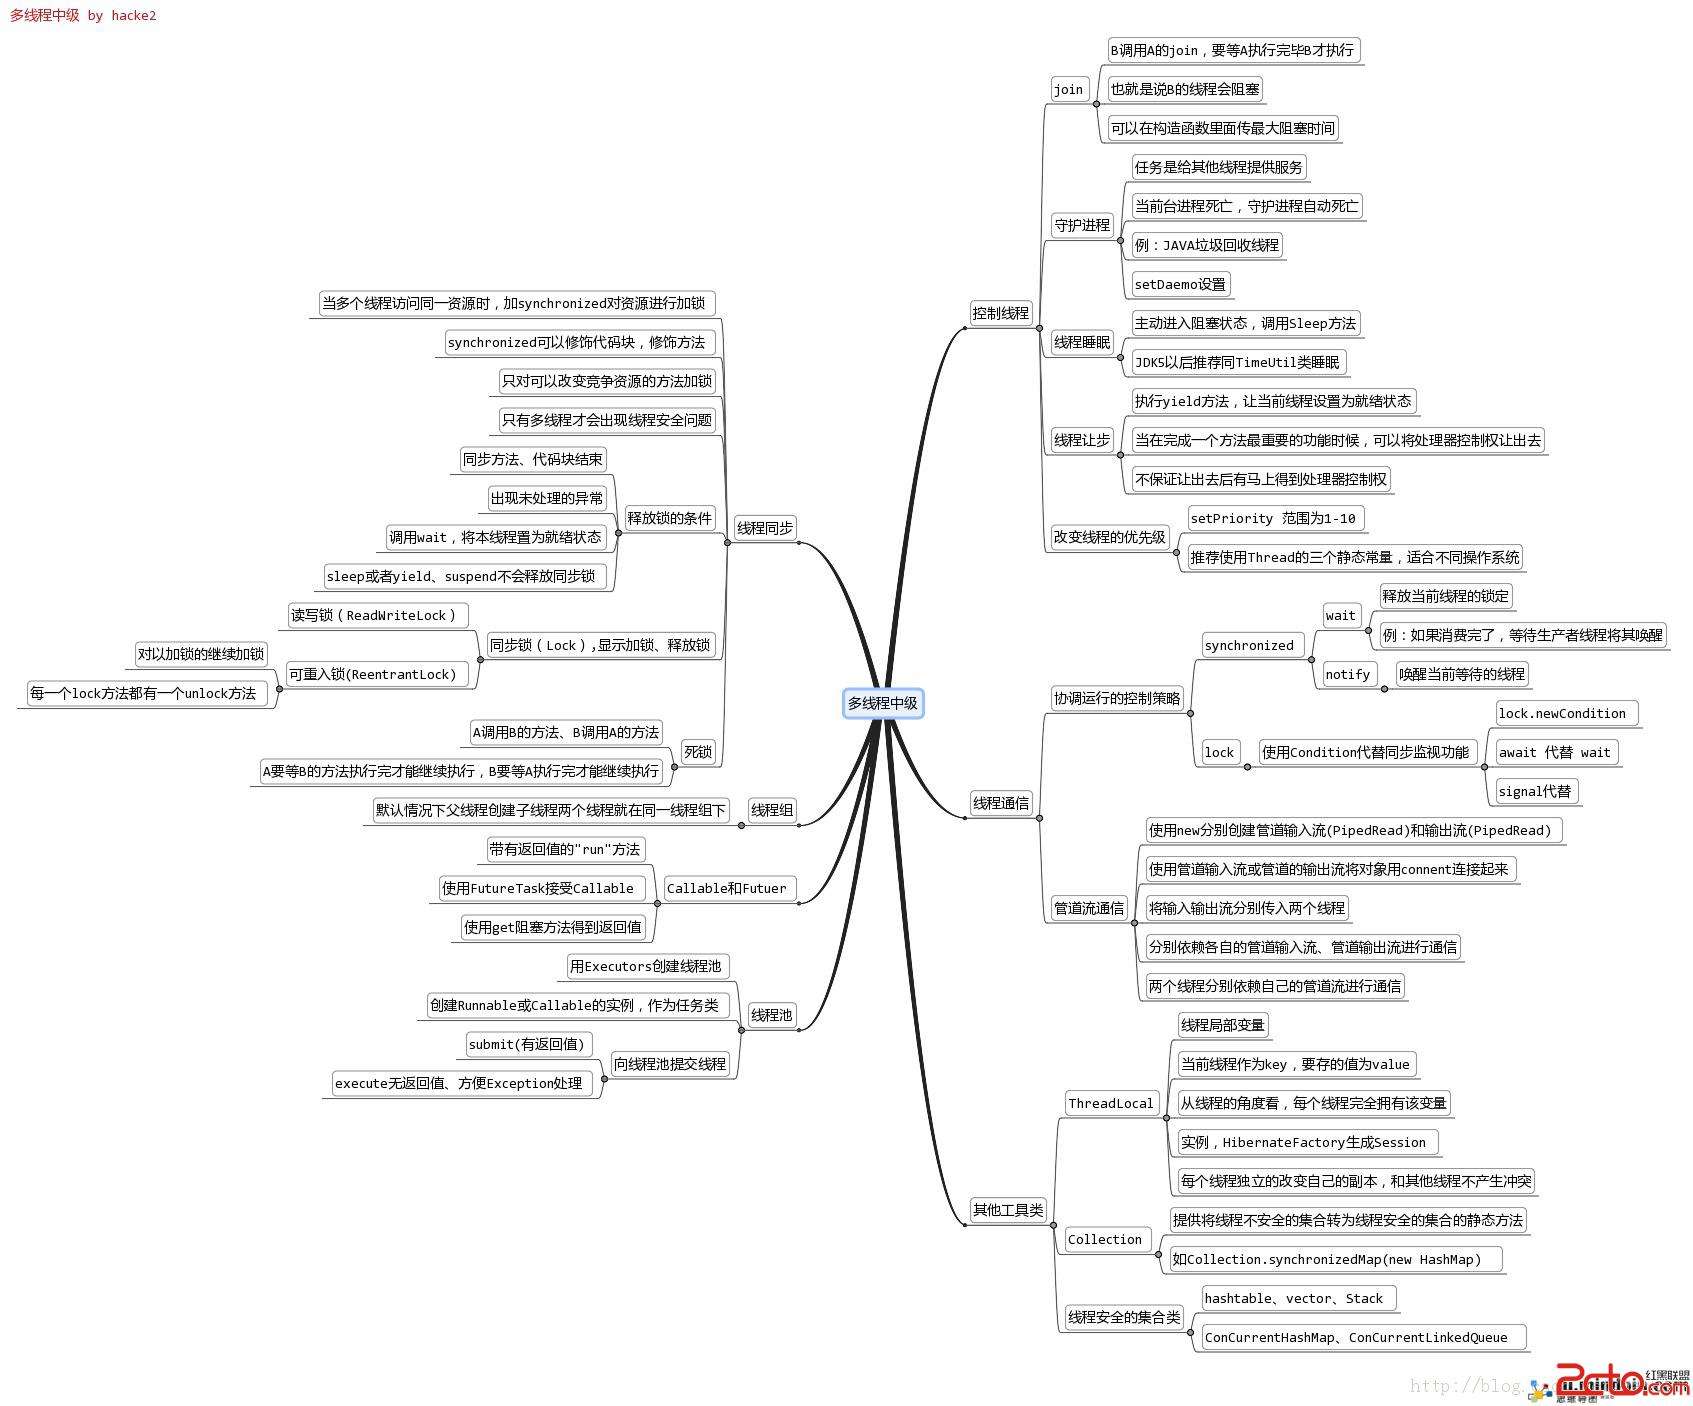 多线程中级 by hacke2
多线程中级
控制线程
join
B调用A的join，要等A执行完毕B才执行
也就是说B的线程会阻塞
可以在构造函数里面传最大阻塞时间
守护进程
任务是给其他线程提供服务
当前台进程死亡，守护进程自动死亡
例：JAVA垃圾回收线程
setDaemo设置
线程睡眠
主动进入阻塞状态，调用Sleep方法
JDK5以后推荐同TimeUtil类睡眠
线程让步
执行yield方法，让当前线程设置为就绪状态
当在完成一个方法最重要的功能时候，可以将处理器控制权让出去
不保证让出去后有马上得到处理器控制权
改变线程的优先级
setPriority 范围为1-10
推荐使用Thread的三个静态常量，适合不同操作系统
线程通信
协调运行的控制策略
synchronized
wait
释放当前线程的锁定
例：如果消费完了，等待生产者线程将其唤醒
notify
唤醒当前等待的线程
lock
使用Condition代替同步监视功能
lock.newCondition
await 代替 wait
signal代替
管道流通信
使用new分别创建管道输入流(PipedRead)和输出流(PipedRead)
使用管道输入流或管道的输出流将对象用connent连接起来
将输入输出流分别传入两个线程
分别依赖各自的管道输入流、管道输出流进行通信
两个线程分别依赖自己的管道流进行通信
其他工具类
ThreadLocal
线程局部变量
当前线程作为key，要存的值为value
从线程的角度看，每个线程完全拥有该变量
实例，HibernateFactory生成Session
每个线程独立的改变自己的副本，和其他线程不产生冲突
Collection
提供将线程不安全的集合转为线程安全的集合的静态方法
如Collection.synchronizedMap(new HashMap)
线程安全的集合类
hashtable、vector、Stack
ConCurrentHashMap、ConCurrentLinkedQueue
线程同步
当多个线程访问同一资源时，加synchronized对资源进行加锁
synchronized可以修饰代码块，修饰方法
只对可以改变竞争资源的方法加锁
只有多线程才会出现线程安全问题
释放锁的条件
同步方法、代码块结束
出现未处理的异常
调用wait，将本线程置为就绪状态
sleep或者yield、suspend不会释放同步锁
同步锁（Lock）,显示加锁、释放锁
读写锁（ReadWriteLock）
可重入锁(ReentrantLock)
对以加锁的继续加锁
每一个lock方法都有一个unlock方法
死锁
A调用B的方法、B调用A的方法
A要等B的方法执行完才能继续执行，B要等A执行完才能继续执行
线程组
默认情况下父线程创建子线程两个线程就在同一线程组下
Callable和Futuer
带有返回值的"run"方法
使用FutureTask接受Callable
使用get阻塞方法得到返回值
线程池
用Executors创建线程池
创建Runnable或Callable的实例，作为任务类
向线程池提交线程
submit(有返回值)
execute无返回值、方便Exception处理
http://blog.
2cto.com
红黑联盟
思维导图